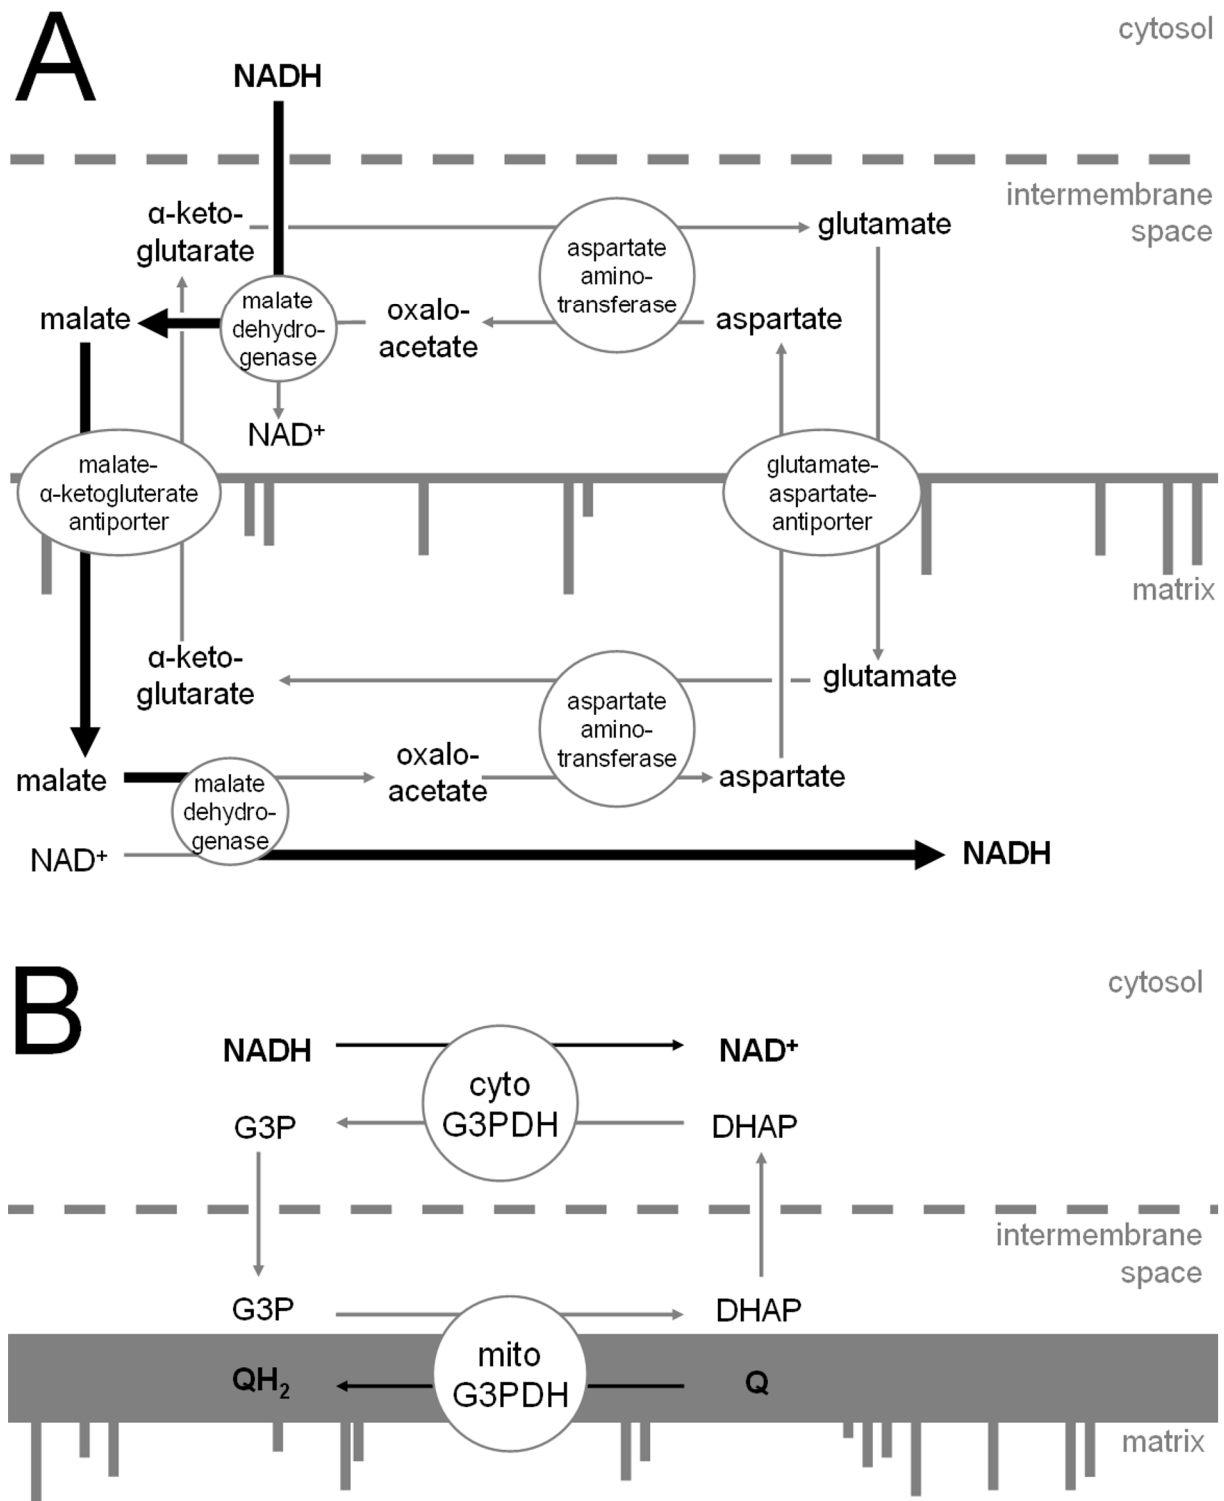 A
cytosol
NADH
intermembrane
space
α-keto-
glutarate
aspartate
amino-
transferase
glutamate
malate
malate
dehydro-
genase
oxalo-
acetate
aspartate
NAD+
malate-
α-ketogluterate
antiporter
glutamate-
aspartate-
antiporter
matrix
α-keto-
glutarate
aspartate
amino-
transferase
glutamate
malate
malate
dehydro-
genase
oxalo-
acetate
aspartate
NAD+
NADH
B
cytosol
NADH
cyto
G3PDH
NAD+
G3P
DHAP
intermembrane
space
G3P
DHAP
mito
G3PDH
QH₂
Q
matrix